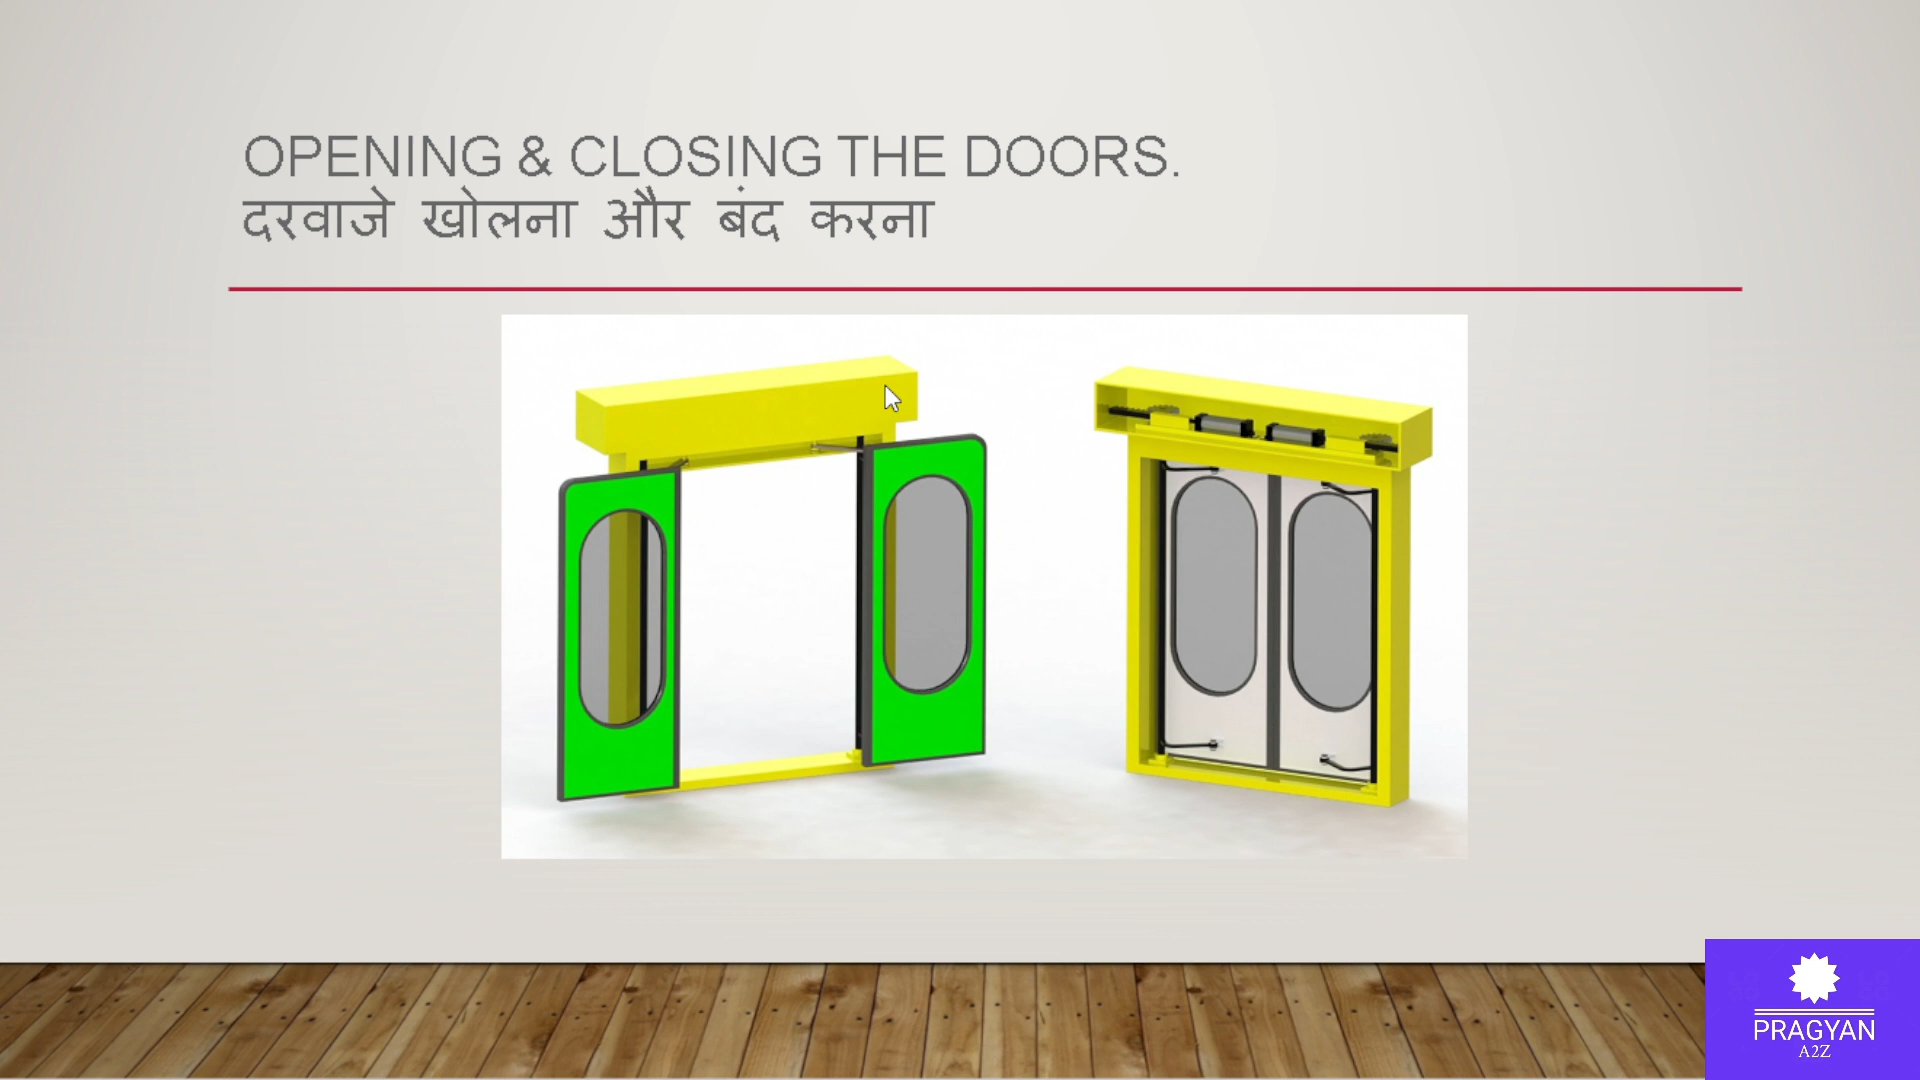 OPENING & CLOSING THE DOORS.
दरवाजे खोलना और बंद करना
PRAGYAN
A2Z